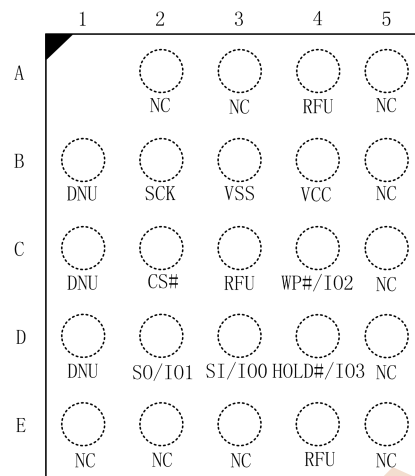 1 2 3 4 5
A
NC NC RFU NC
B
DNU SCK VSS VCC NC
C
DNU CS# RFU WP#/IO2 NC
D
DNU SO/IO1 SI/IO0 HOLD#/IO3 NC
E
NC NC NC RFU NC